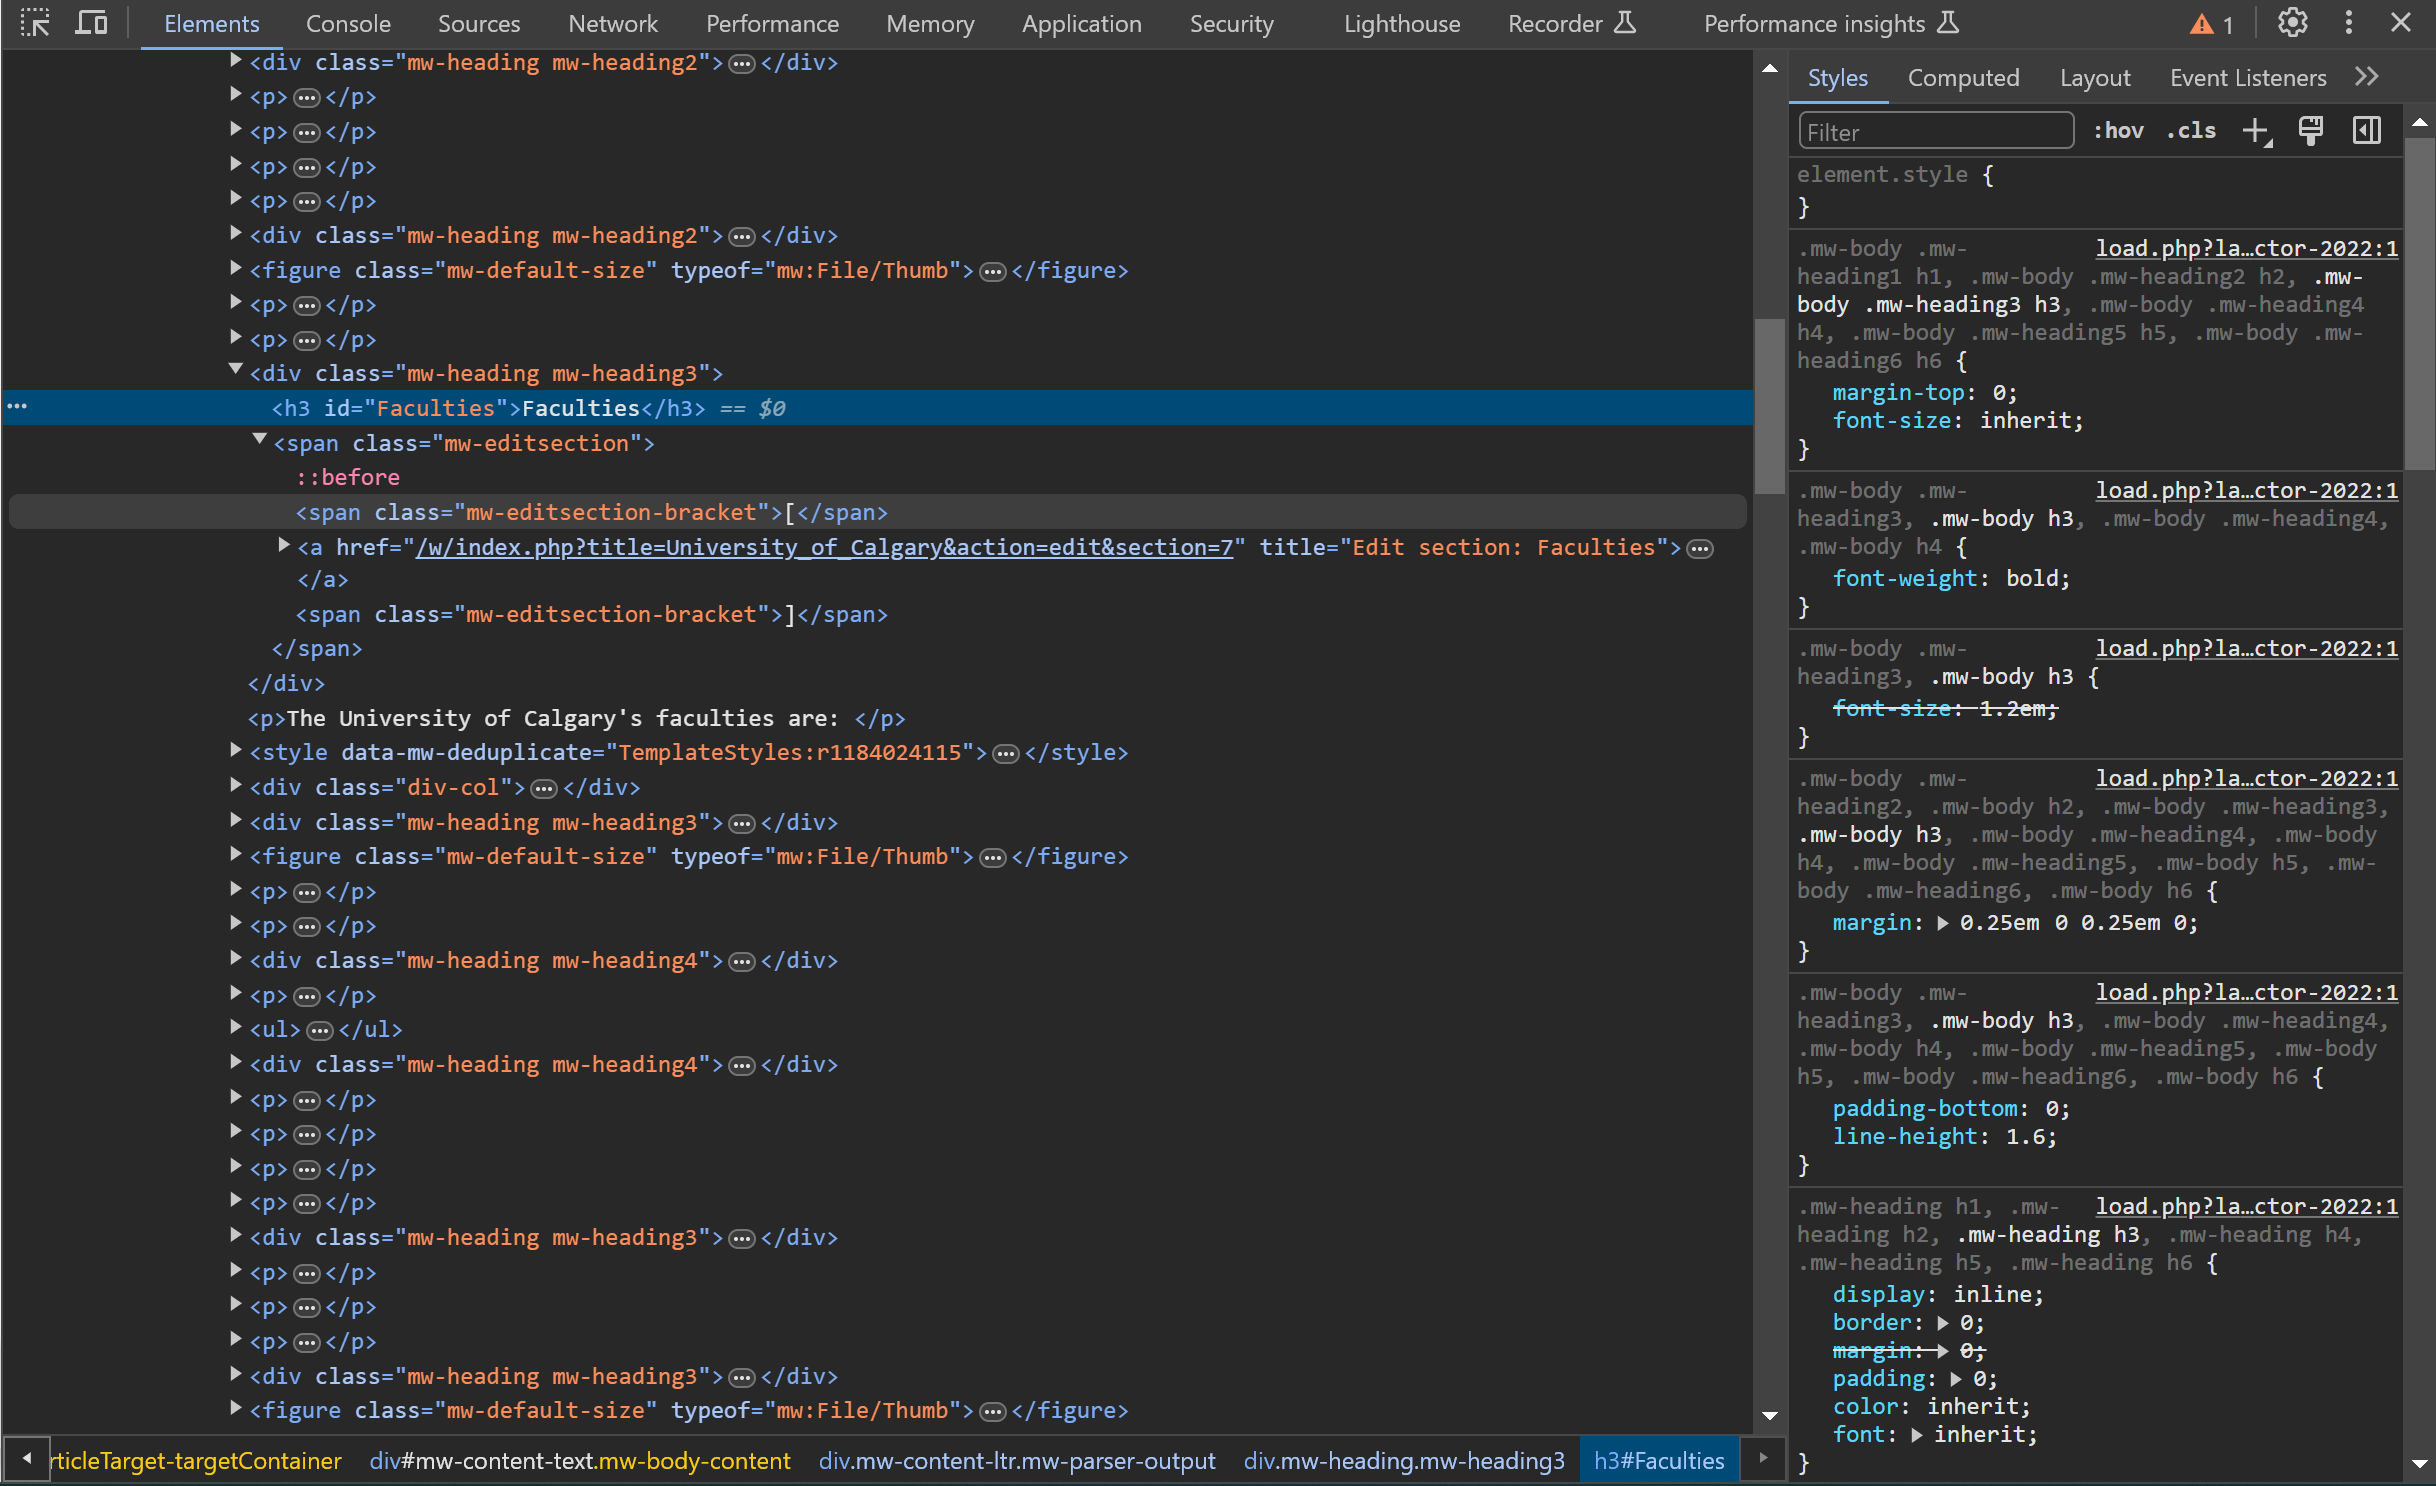 Elements Console Sources Network Performance Memory Application Security Lighthouse Recorder Performance insights 1
<div class="mw-heading mw-heading2">…</div>
<p>…</p>
<p>…</p>
<p>…</p>
<p>…</p>
<div class="mw-heading mw-heading2">…</div>
<figure class="mw-default-size" typeof="mw:File/Thumb">…</figure>
<p>…</p>
<p>…</p>
<div class="mw-heading mw-heading3">
… <h3 id="Faculties">Faculties</h3> == $0
<span class="mw-editsection">
::before
<span class="mw-editsection-bracket">[</span>
<a href="/w/index.php?title=University_of_Calgary&action=edit&section=7" title="Edit section: Faculties">…
</a>
<span class="mw-editsection-bracket">]</span>
</span>
</div>
<p>The University of Calgary's faculties are: </p>
<style data-mw-deduplicate="TemplateStyles:r1184024115">…</style>
<div class="div-col">…</div>
<div class="mw-heading mw-heading3">…</div>
<figure class="mw-default-size" typeof="mw:File/Thumb">…</figure>
<p>…</p>
<p>…</p>
<div class="mw-heading mw-heading4">…</div>
<p>…</p>
<ul>…</ul>
<div class="mw-heading mw-heading4">…</div>
<p>…</p>
<p>…</p>
<p>…</p>
<p>…</p>
<div class="mw-heading mw-heading3">…</div>
<p>…</p>
<p>…</p>
<p>…</p>
<div class="mw-heading mw-heading3">…</div>
<figure class="mw-default-size" typeof="mw:File/Thumb">…</figure>
rticleTarget-targetContainer div#mw-content-text.mw-body-content div.mw-content-ltr.mw-parser-output div.mw-heading.mw-heading3 h3#Faculties
Styles Computed Layout Event Listeners
Filter :hov .cls
element.style {
}
.mw-body .mw- load.php?la…ctor-2022:1
heading1 h1, .mw-body .mw-heading2 h2, .mw-
body .mw-heading3 h3, .mw-body .mw-heading4
h4, .mw-body .mw-heading5 h5, .mw-body .mw-
heading6 h6 {
margin-top: 0;
font-size: inherit;
}
.mw-body .mw- load.php?la…ctor-2022:1
heading3, .mw-body h3, .mw-body .mw-heading4,
.mw-body h4 {
font-weight: bold;
}
.mw-body .mw- load.php?la…ctor-2022:1
heading3, .mw-body h3 {
font-size: 1.2em;
}
.mw-body .mw- load.php?la…ctor-2022:1
heading2, .mw-body h2, .mw-body .mw-heading3,
.mw-body h3, .mw-body .mw-heading4, .mw-body
h4, .mw-body .mw-heading5, .mw-body h5, .mw-
body .mw-heading6, .mw-body h6 {
margin: 0.25em 0 0.25em 0;
}
.mw-body .mw- load.php?la…ctor-2022:1
heading3, .mw-body h3, .mw-body .mw-heading4,
.mw-body h4, .mw-body .mw-heading5, .mw-body
h5, .mw-body .mw-heading6, .mw-body h6 {
padding-bottom: 0;
line-height: 1.6;
}
.mw-heading h1, .mw- load.php?la…ctor-2022:1
heading h2, .mw-heading h3, .mw-heading h4,
.mw-heading h5, .mw-heading h6 {
display: inline;
border: 0;
margin: 0;
padding: 0;
color: inherit;
font: inherit;
}